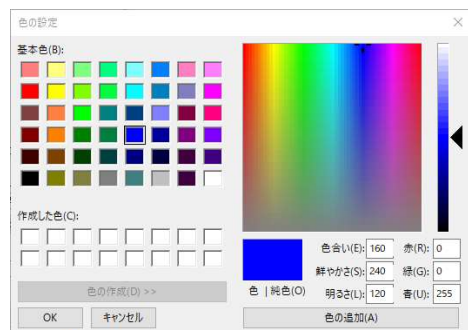 色の設定
基本色(B):
作成した色(C):
色の作成(D) >>
OK キャンセル
色 | 純色(O)
色合い(E): 160 赤(R): 0
鮮やかさ(S): 240 緑(G): 0
明るさ(L): 120 青(U): 255
色の追加(A)